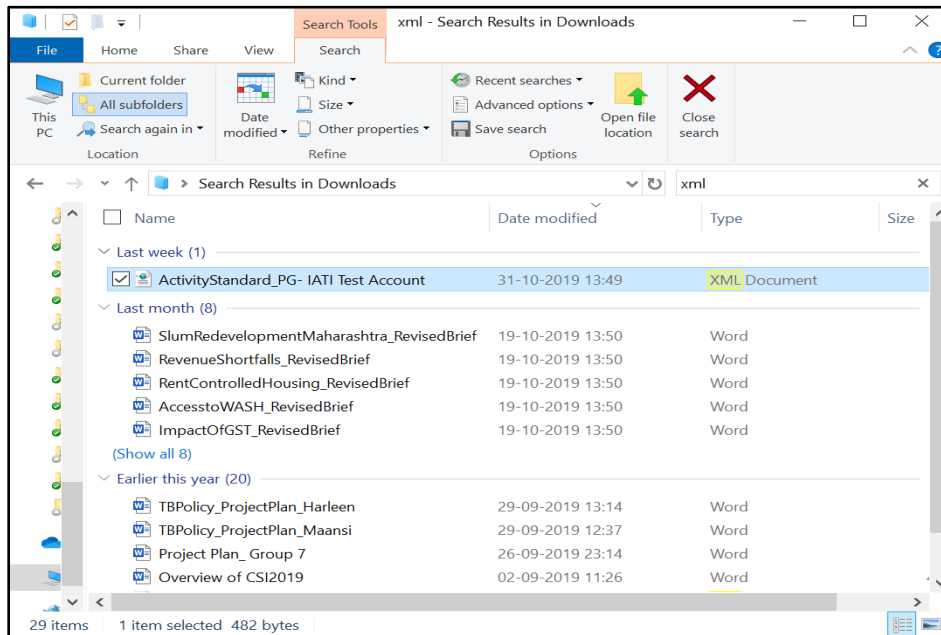 Search Tools xml - Search Results in Downloads
File Home Share View Search
This PC
Current folder
All subfolders
Search again in
Location
Date modified
Kind
Size
Other properties
Refine
Recent searches
Advanced options
Save search
Open file location
Options
Close search
Search Results in Downloads xml
Name Date modified Type Size
Last week (1)
ActivityStandard_PG- IATI Test Account 31-10-2019 13:49 XML Document
Last month (8)
SlumRedevelopmentMaharashtra_RevisedBrief 19-10-2019 13:50 Word
RevenueShortfalls_RevisedBrief 19-10-2019 13:50 Word
RentControlledHousing_RevisedBrief 19-10-2019 13:50 Word
AccesstoWASH_RevisedBrief 19-10-2019 13:50 Word
ImpactOfGST_RevisedBrief 19-10-2019 13:50 Word
(Show all 8)
Earlier this year (20)
TBPolicy_ProjectPlan_Harleen 29-09-2019 13:14 Word
TBPolicy_ProjectPlan_Maansi 29-09-2019 12:37 Word
Project Plan_ Group 7 26-09-2019 23:14 Word
Overview of CSI2019 02-09-2019 11:26 Word
29 items 1 item selected 482 bytes